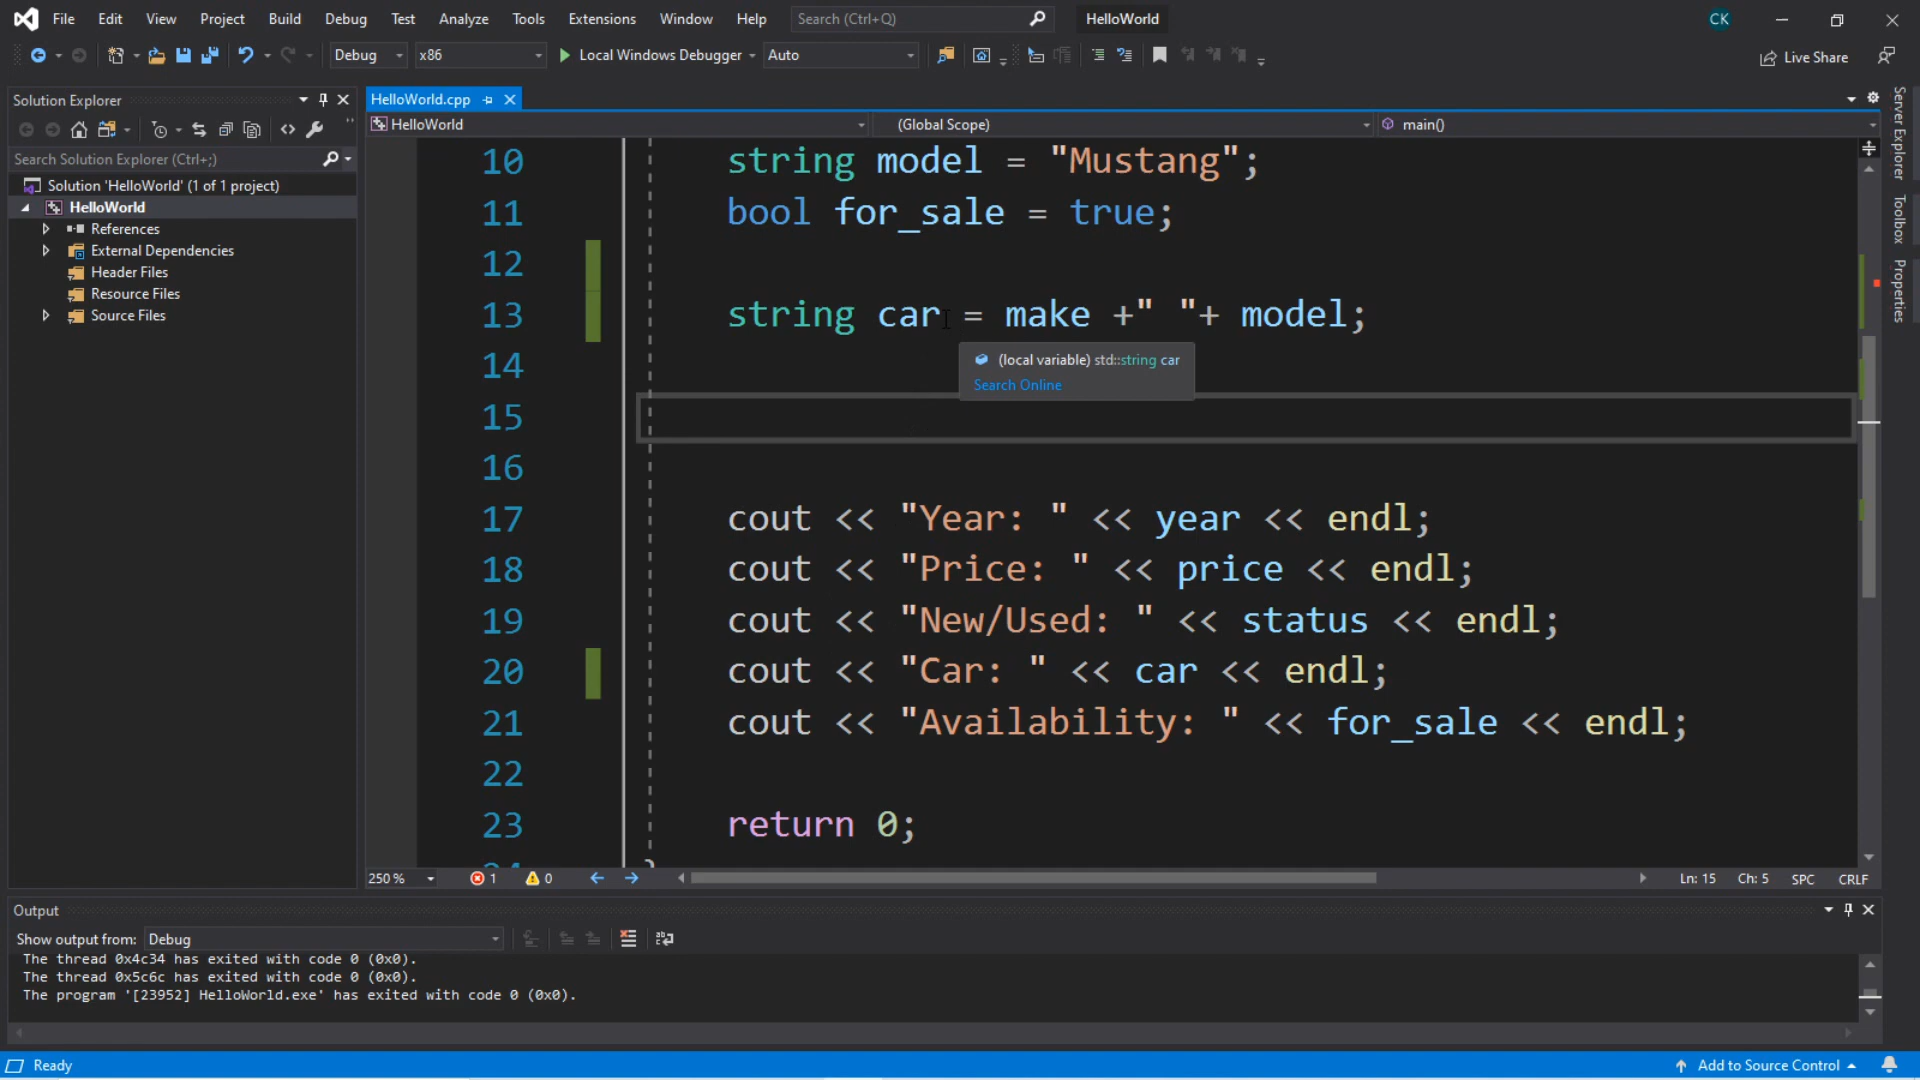 File Edit View Project Build Debug Test Analyze Tools Extensions Window Help Search (Ctrl+Q) HelloWorld CK
Debug x86 Local Windows Debugger Auto Live Share
Solution Explorer
Search Solution Explorer (Ctrl+;)
Solution 'HelloWorld' (1 of 1 project)
HelloWorld
References
External Dependencies
Header Files
Resource Files
Source Files
HelloWorld.cpp
HelloWorld (Global Scope) main()
10 string model = "Mustang";
11 bool for_sale = true;
12
13 string car = make +" "+ model;
14
(local variable) std::string car
Search Online
15
16
17 cout << "Year: " << year << endl;
18 cout << "Price: " << price << endl;
19 cout << "New/Used: " << status << endl;
20 cout << "Car: " << car << endl;
21 cout << "Availability: " << for_sale << endl;
22
23 return 0;
24 }
250 % 1 0 Ln: 15 Ch: 5 SPC CRLF
Server Explorer
Toolbox
Properties
Output
Show output from: Debug
The thread 0x4c34 has exited with code 0 (0x0).
The thread 0x5c6c has exited with code 0 (0x0).
The program '[23952] HelloWorld.exe' has exited with code 0 (0x0).
Ready Add to Source Control